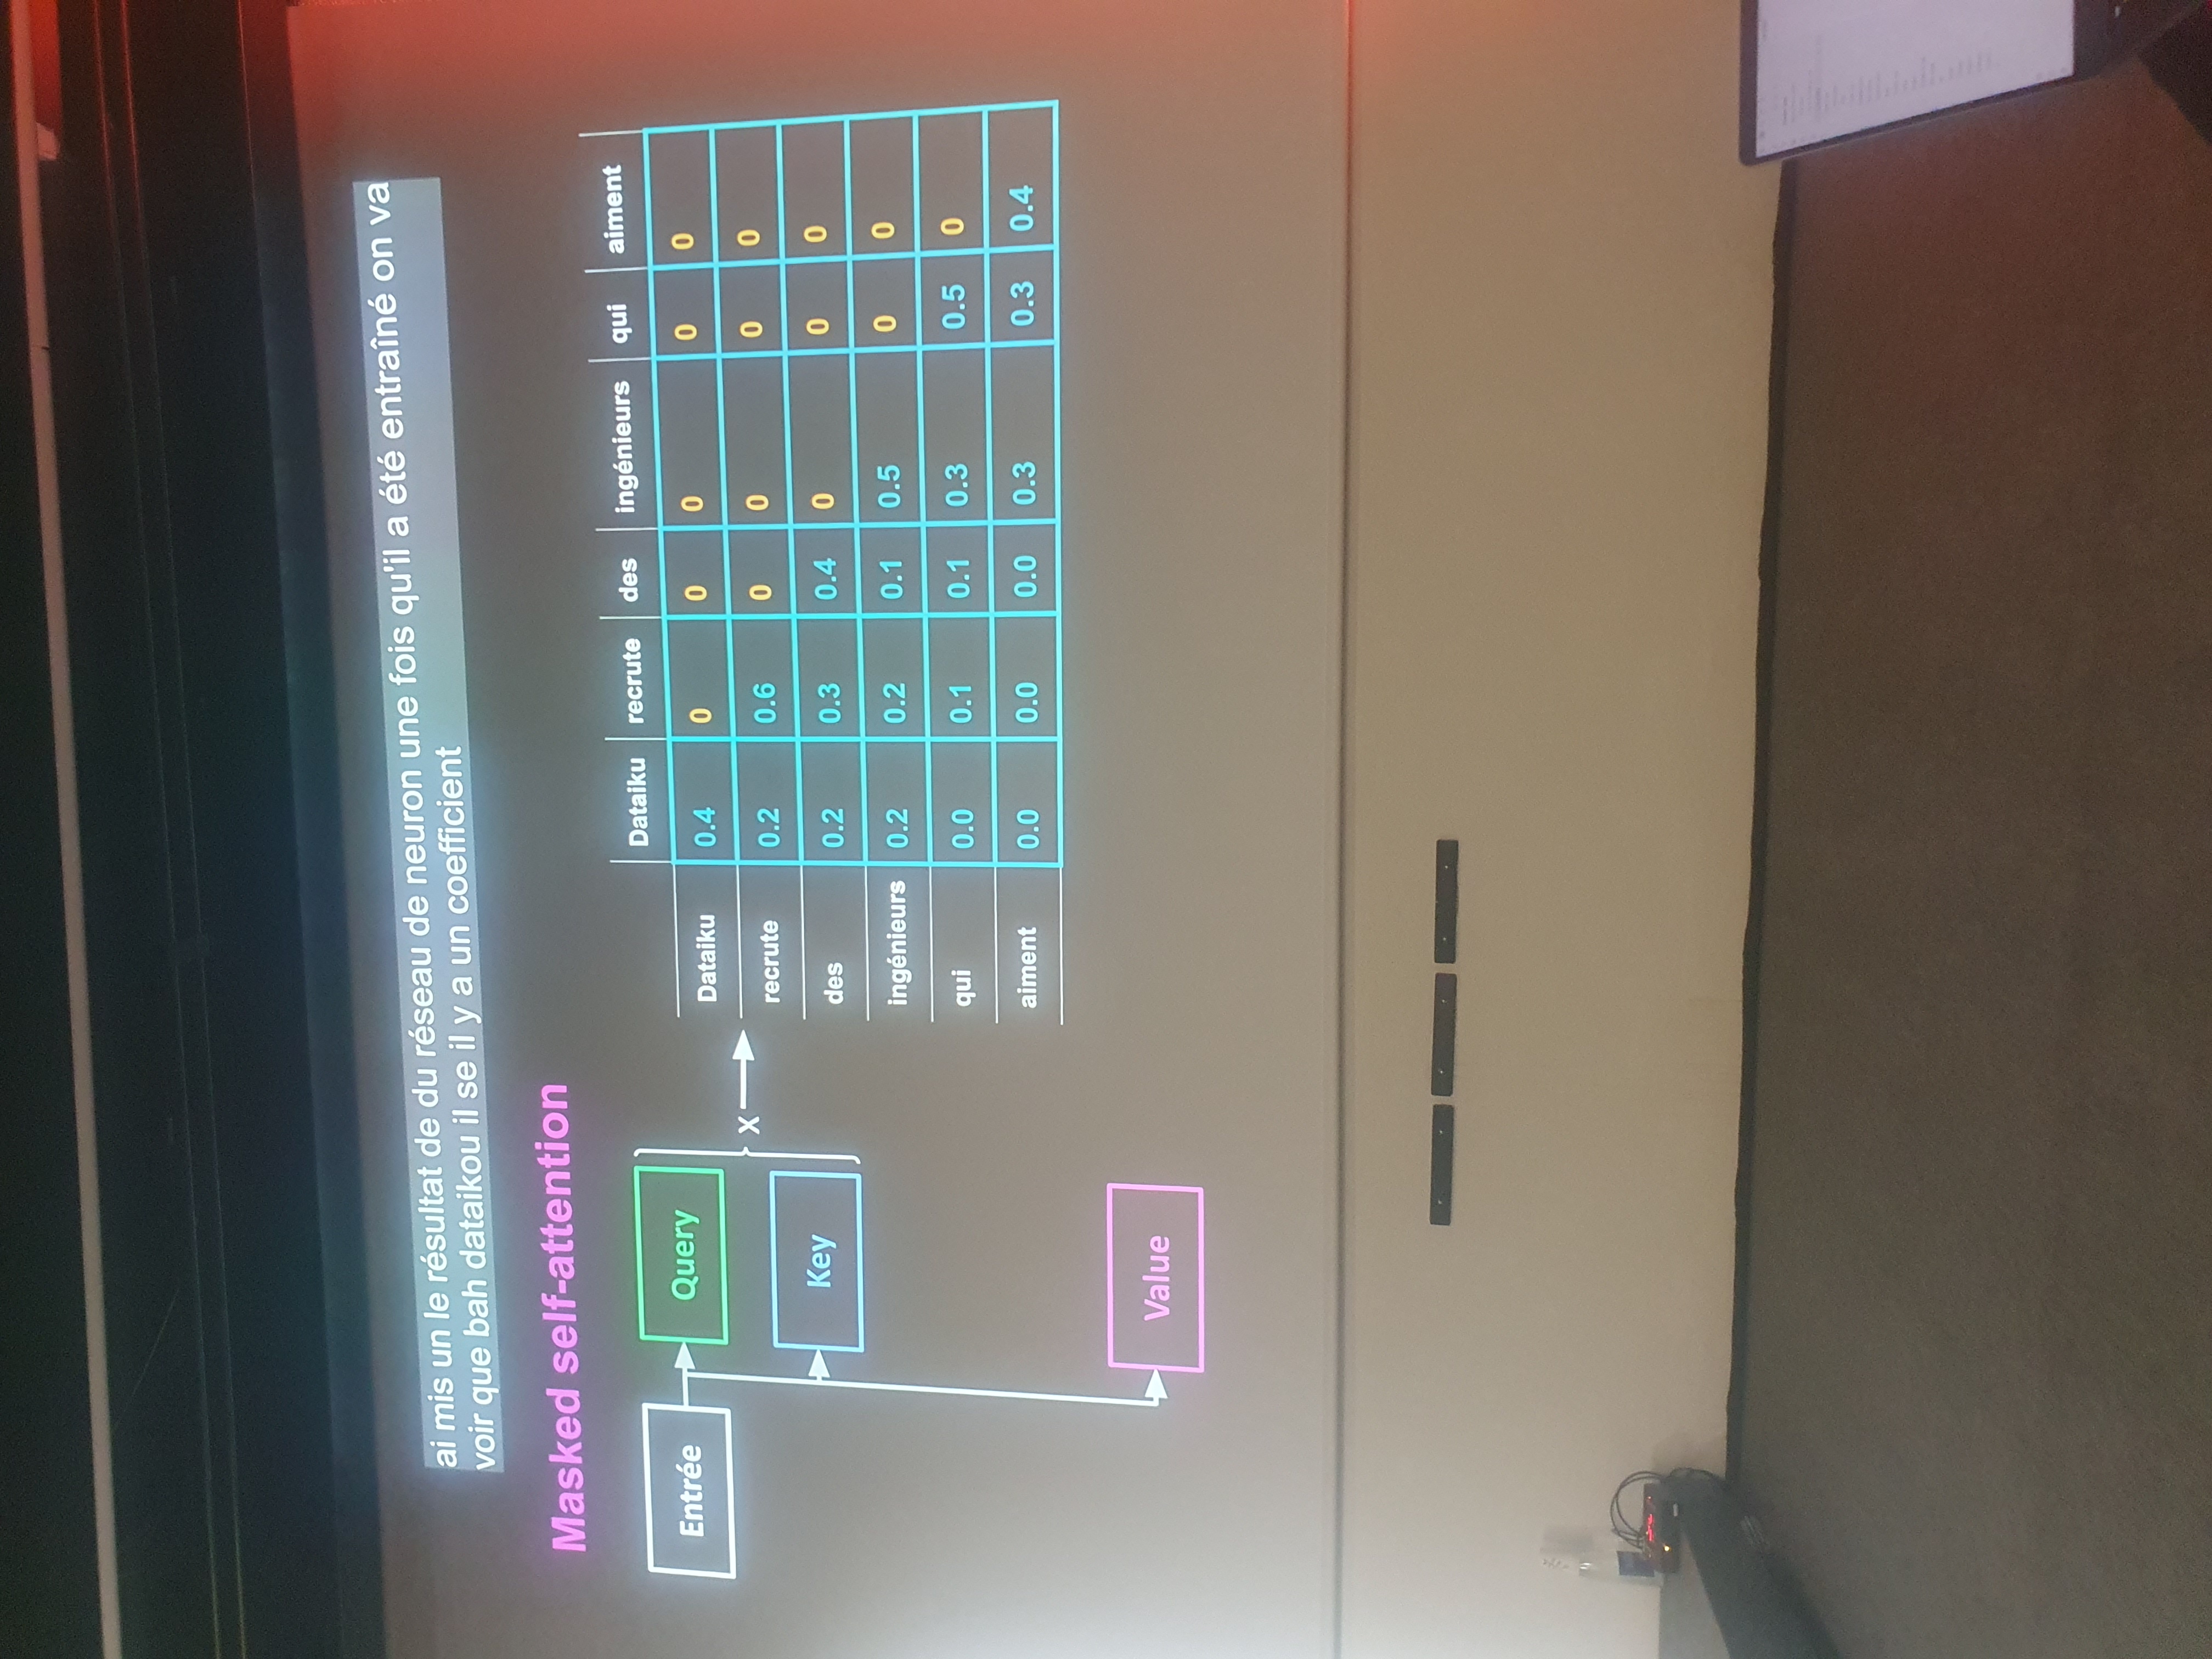 ai mis un le résultat de du réseau de neuron une fois qu'il a été entraîné on va
voir que bah dataikou il se il y a un coefficient
Masked self-attention
Entrée
Query
Key
Value
x
Dataiku recrute des ingénieurs qui aiment
Dataiku 0.4 0 0 0 0 0
recrute 0.2 0.6 0 0 0 0
des 0.2 0.3 0.4 0 0 0
ingénieurs 0.2 0.2 0.1 0.5 0 0
qui 0.0 0.1 0.1 0.3 0.5 0
aiment 0.0 0.0 0.0 0.3 0.3 0.4